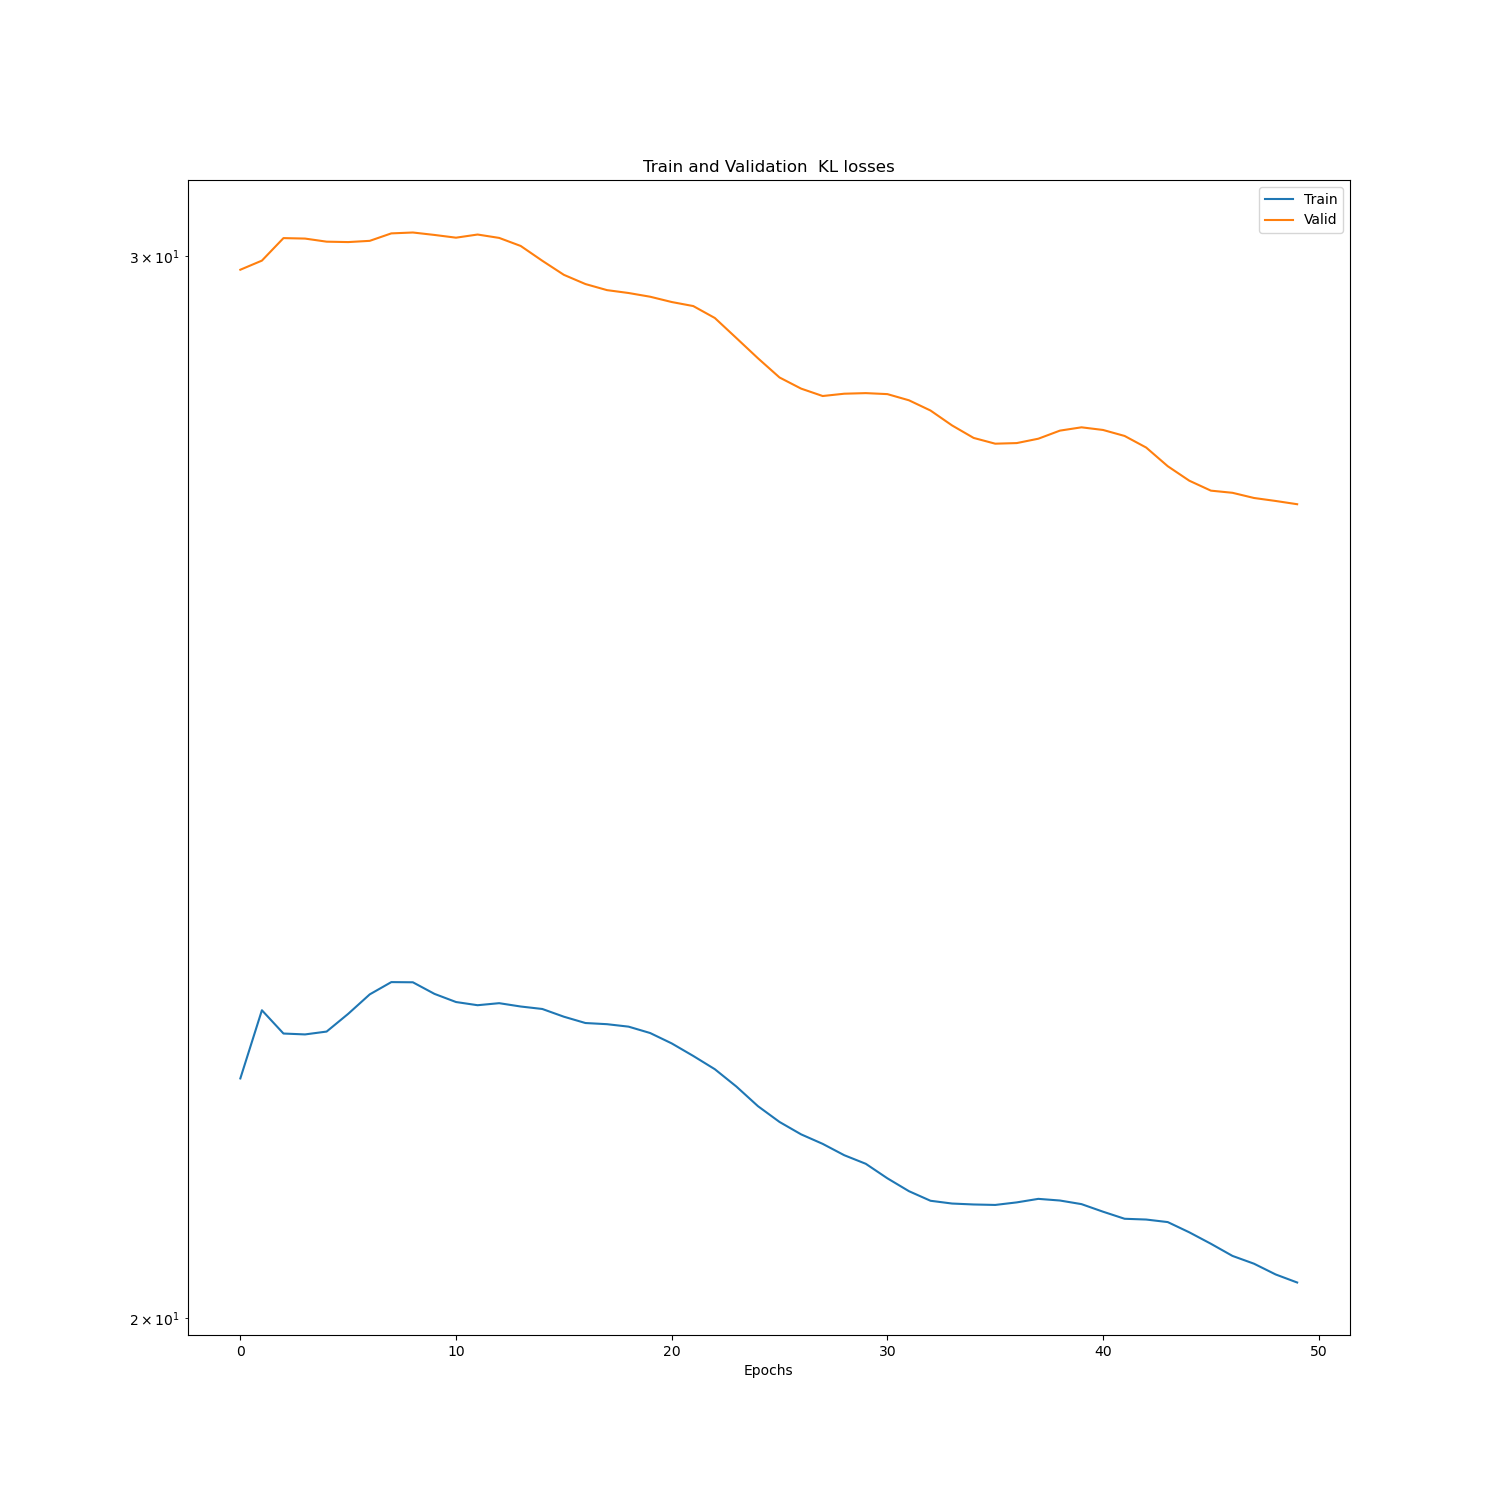 Train and Validation  KL losses
Train
Valid
3 × 10¹
2 × 10¹
0 10 20 30 40 50
Epochs